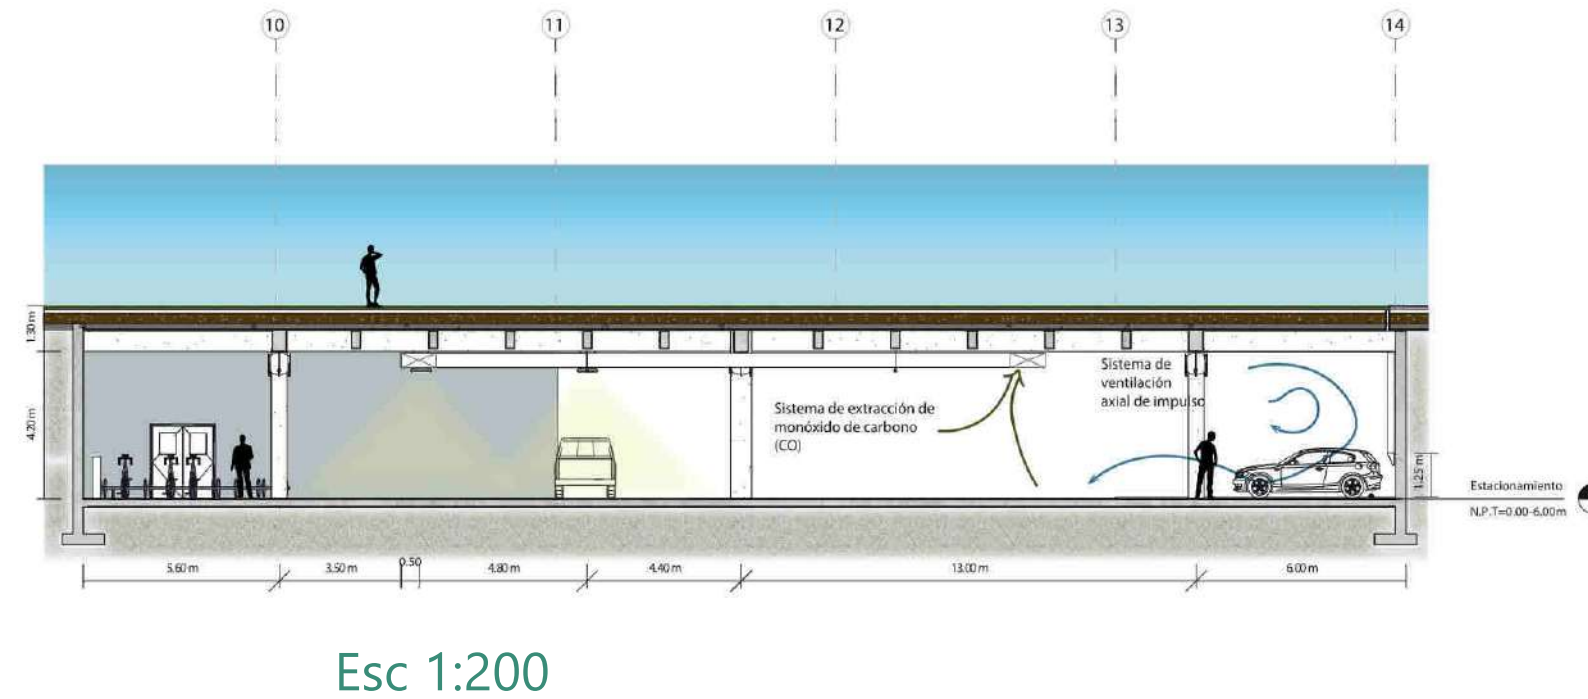 10
11
12
13
14
1.30 m
4.20 m
Sistema de
ventilación
axial de impulso
Sistema de extracción de
monóxido de carbono
(CO)
1.25 m
Estacionamiento
N.P.T=0.00-6.00m
5.60 m
3.50 m
0.50
4.80 m
4.40 m
13.00 m
6.00 m
Esc 1:200